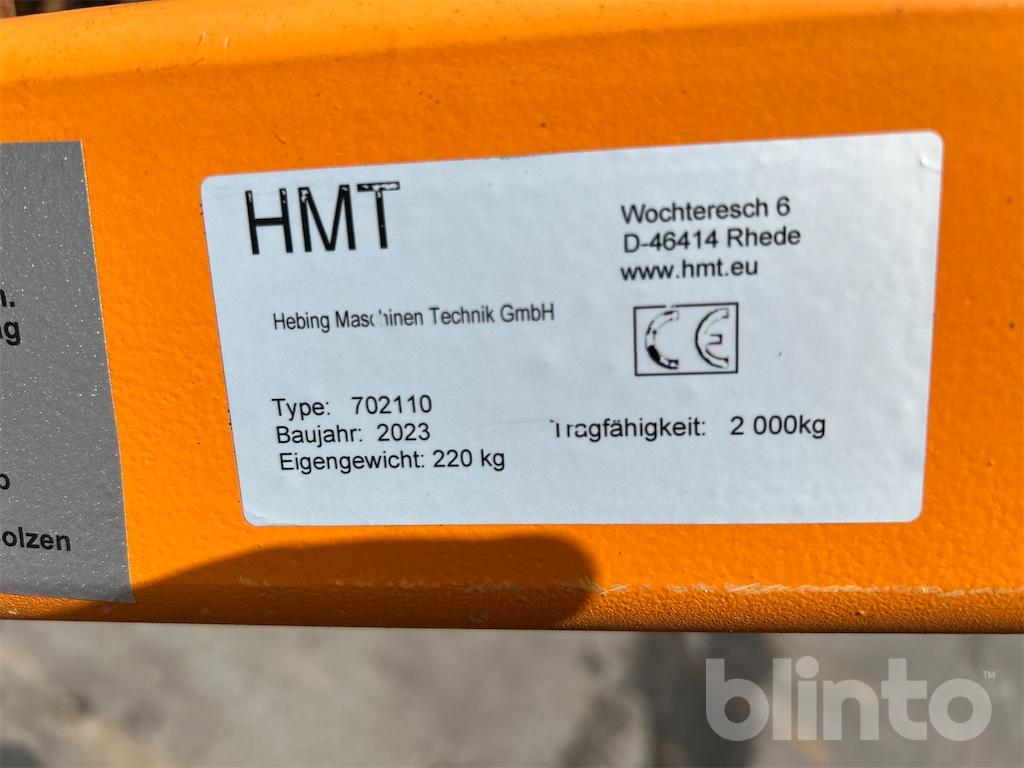 HMT
Wochteresch 6
D-46414 Rhede
www.hmt.eu
Hebing Maschinen Technik GmbH
CE
Type: 702110
Baujahr: 2023
Eigengewicht: 220 kg
Tragfähigkeit: 2 000kg
olzen
blinto™